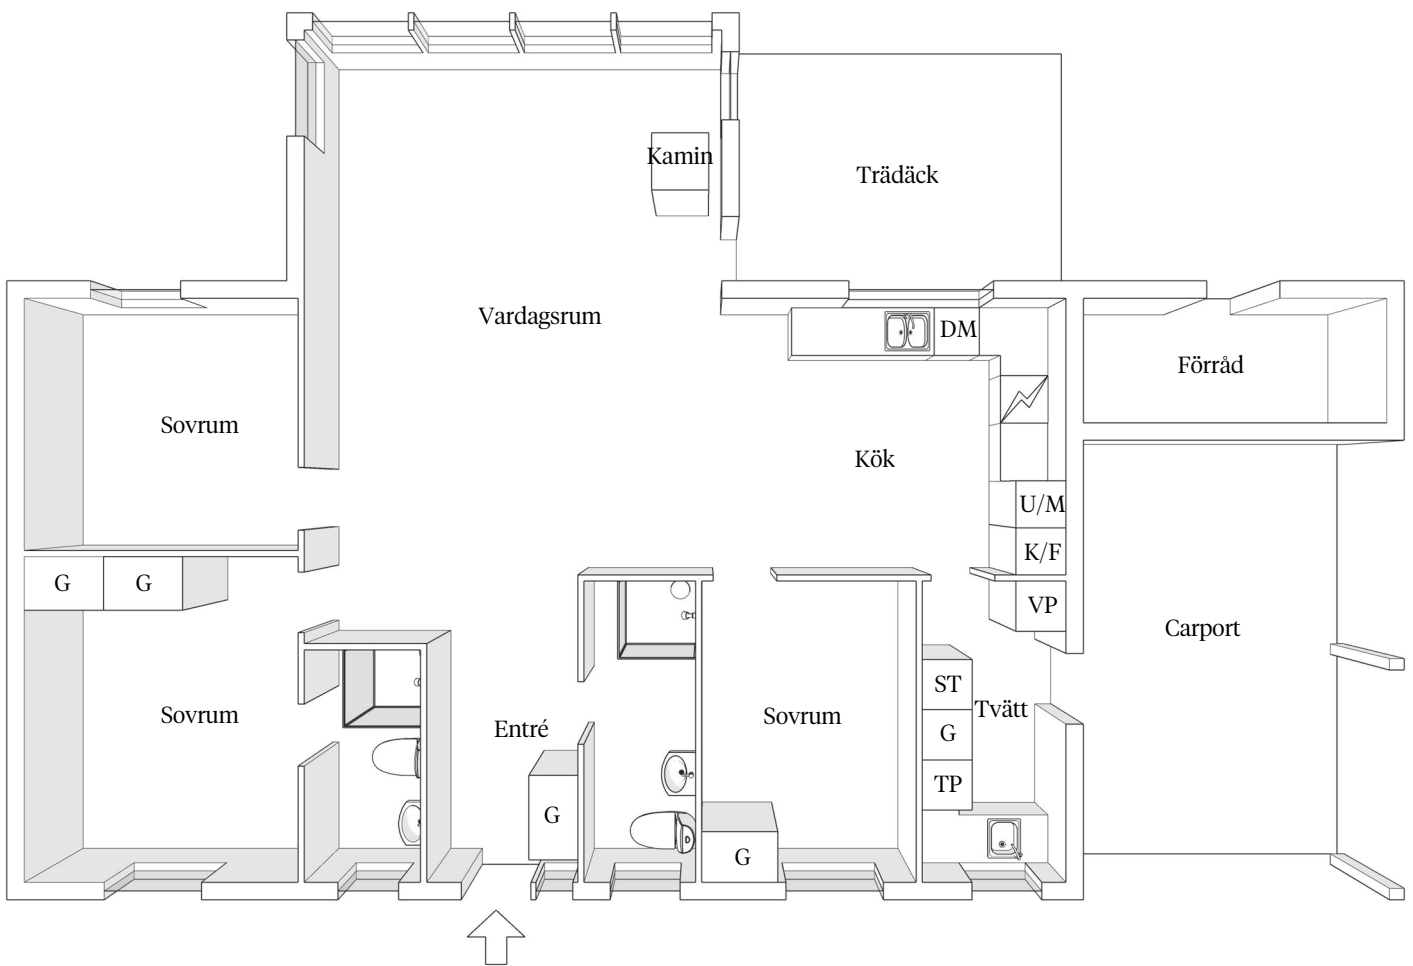 Kamin
Trädäck
Vardagsrum
DM
Förråd
Sovrum
Kök
U/M
K/F
G
G
VP
Carport
ST
Sovrum
Entré
Sovrum
G
Tvätt
TP
G
G